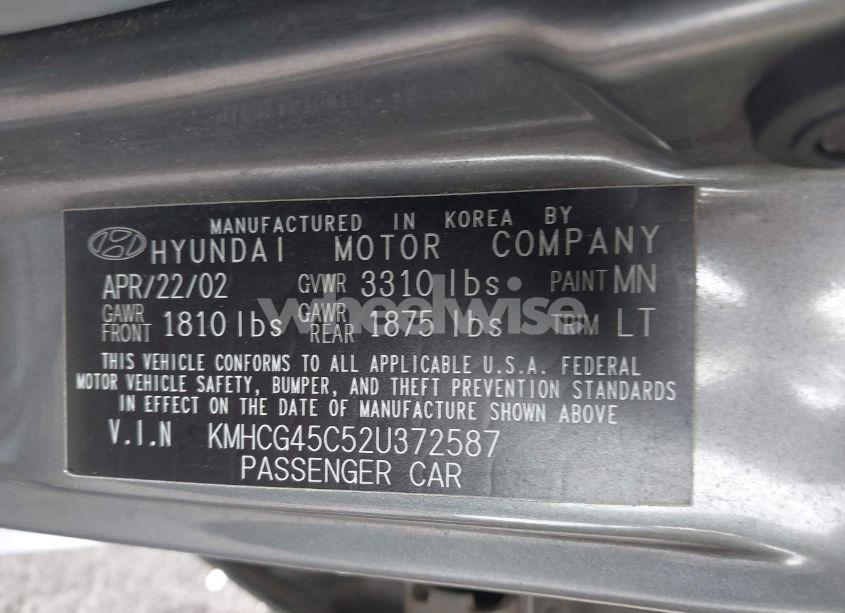 MANUFACTURED IN KOREA BY
HYUNDAI MOTOR COMPANY
APR/22/02 GVWR 3310 lbs PAINT MN
GAWR FRONT 1810 lbs GAWR REAR 1875 lbs TRIM LT
THIS VEHICLE CONFORMS TO ALL APPLICABLE U.S.A. FEDERAL
MOTOR VEHICLE SAFETY, BUMPER, AND THEFT PREVENTION STANDARDS
IN EFFECT ON THE DATE OF MANUFACTURE SHOWN ABOVE
V.I.N KMHCG45C52U372587
PASSENGER CAR
wheelwise